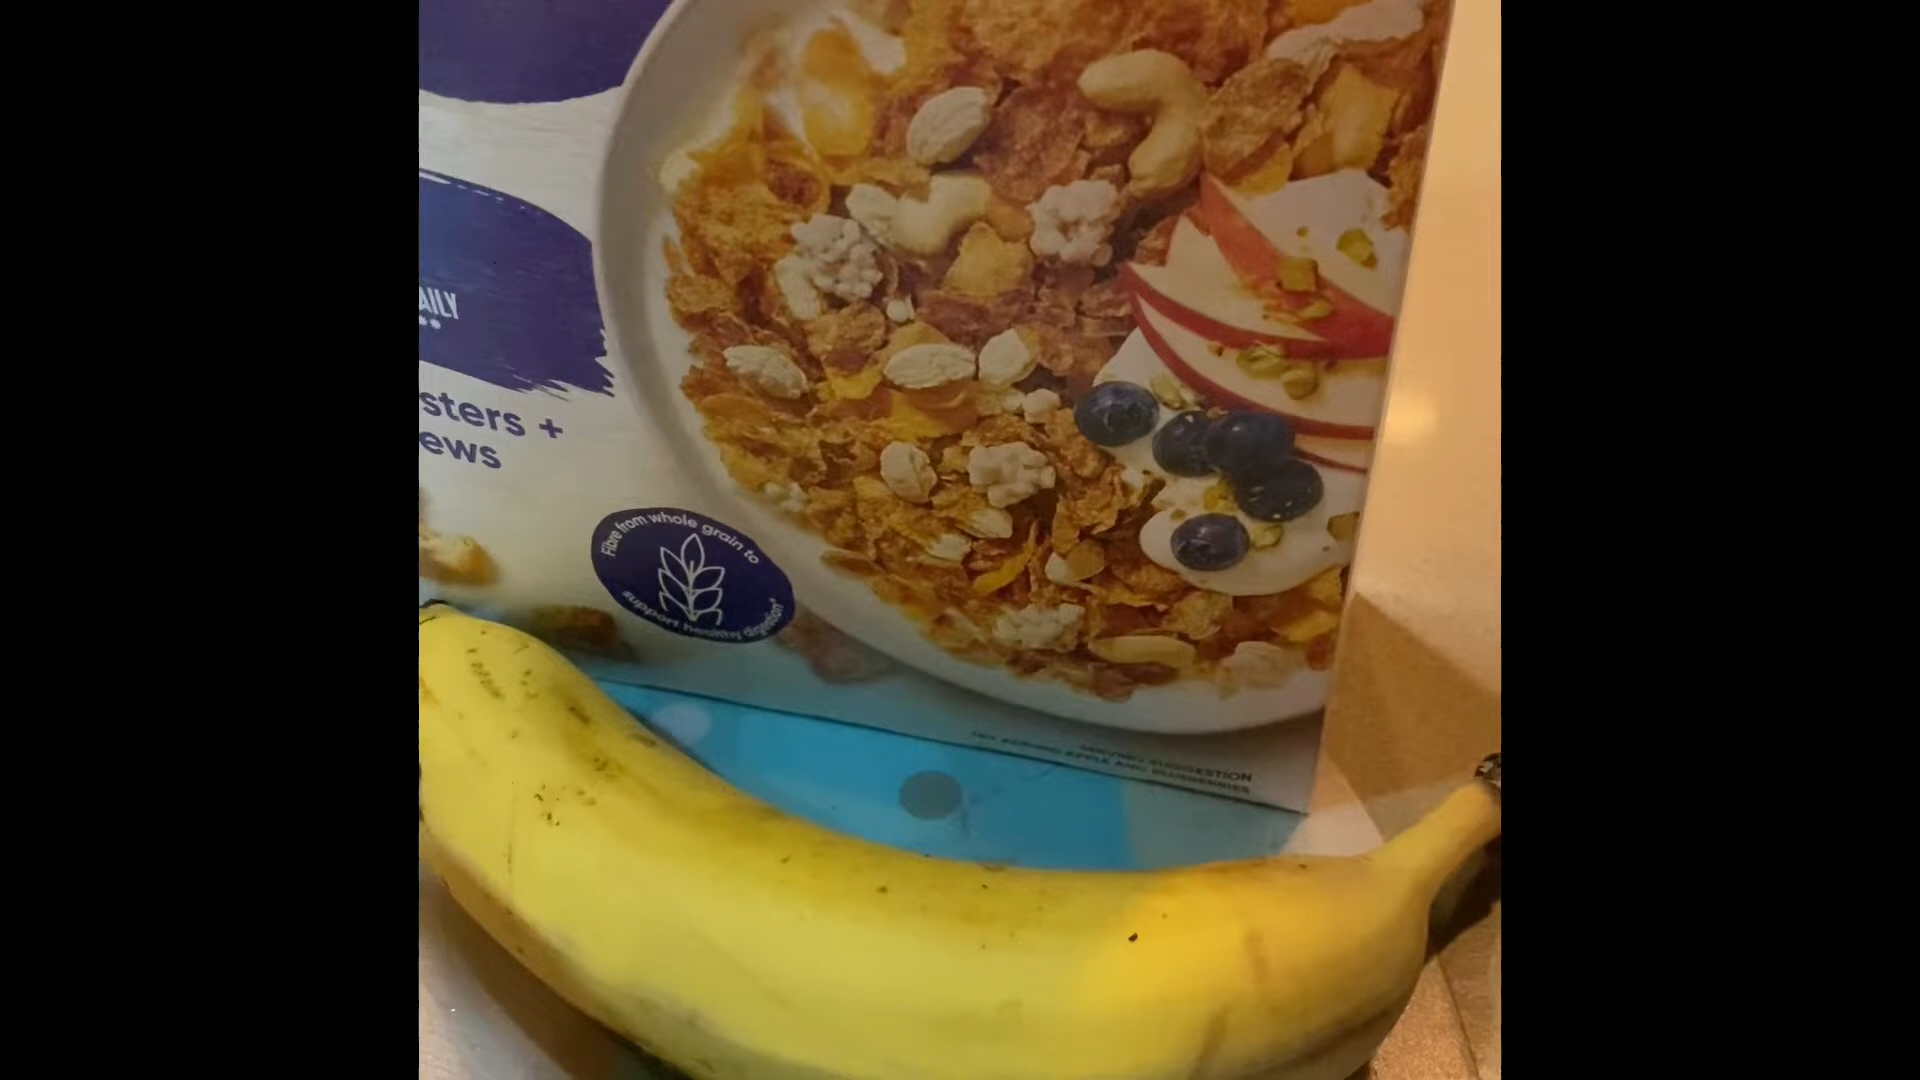 AILY
**
sters +
ews
Fibre from whole grain to
support healthy digestion*
SERVING SUGGESTION
APPLE AND BLUEBERRIES